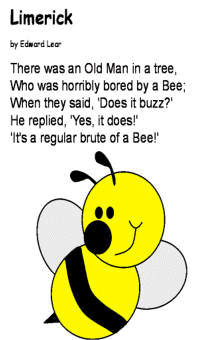 Limerick
by Edward Lear
There was an Old Man in a tree,
Who was horribly bored by a Bee;
When they said, 'Does it buzz?'
He replied, 'Yes, it does!'
'It's a regular brute of a Bee!'